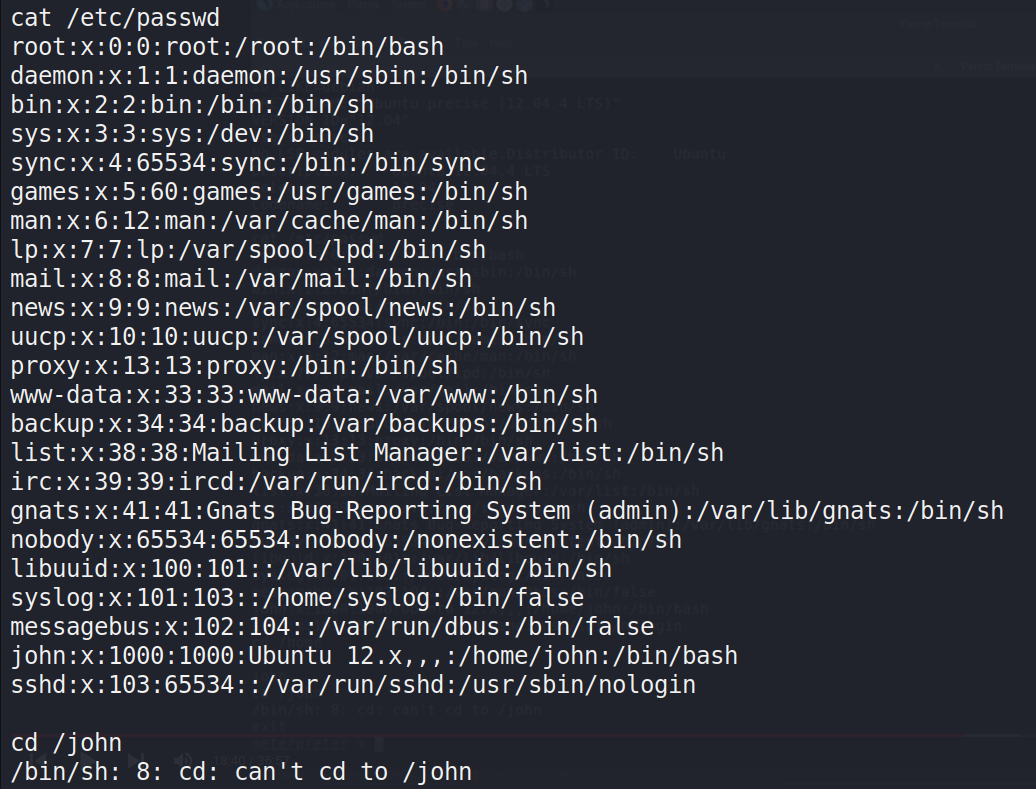 cat /etc/passwd
root:x:0:0:root:/root:/bin/bash
daemon:x:1:1:daemon:/usr/sbin:/bin/sh
bin:x:2:2:bin:/bin:/bin/sh
sys:x:3:3:sys:/dev:/bin/sh
sync:x:4:65534:sync:/bin:/bin/sync
games:x:5:60:games:/usr/games:/bin/sh
man:x:6:12:man:/var/cache/man:/bin/sh
lp:x:7:7:lp:/var/spool/lpd:/bin/sh
mail:x:8:8:mail:/var/mail:/bin/sh
news:x:9:9:news:/var/spool/news:/bin/sh
uucp:x:10:10:uucp:/var/spool/uucp:/bin/sh
proxy:x:13:13:proxy:/bin:/bin/sh
www-data:x:33:33:www-data:/var/www:/bin/sh
backup:x:34:34:backup:/var/backups:/bin/sh
list:x:38:38:Mailing List Manager:/var/list:/bin/sh
irc:x:39:39:ircd:/var/run/ircd:/bin/sh
gnats:x:41:41:Gnats Bug-Reporting System (admin):/var/lib/gnats:/bin/sh
nobody:x:65534:65534:nobody:/nonexistent:/bin/sh
libuuid:x:100:101::/var/lib/libuuid:/bin/sh
syslog:x:101:103::/home/syslog:/bin/false
messagebus:x:102:104::/var/run/dbus:/bin/false
john:x:1000:1000:Ubuntu 12.x,,,:/home/john:/bin/bash
sshd:x:103:65534::/var/run/sshd:/usr/sbin/nologin
cd /john
/bin/sh: 8: cd: can't cd to /john